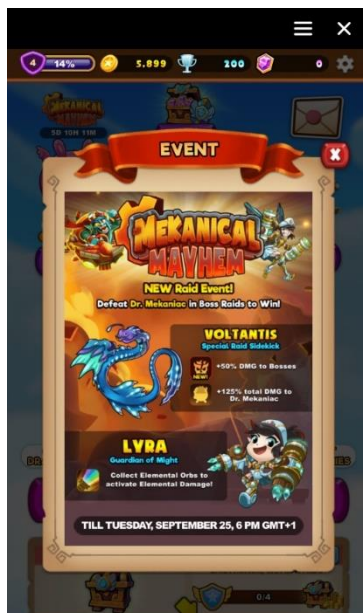 4 14% 5.899 200 0
MEKANICAL
MAYHEM
5D 10H 11M
EVENT
MEKANICAL
MAYHEM
NEW Raid Event!
Defeat Dr. Mekaniac in Boss Raids to Win!
VOLTANTIS
Special Raid Sidekick
NEW!
+50% DMG to Bosses
+125% total DMG to
Dr. Mekaniac
LYRA
Guardian of Might
Collect Elemental Orbs to
activate Elemental Damage!
TILL TUESDAY, SEPTEMBER 25, 6 PM GMT+1
0/4